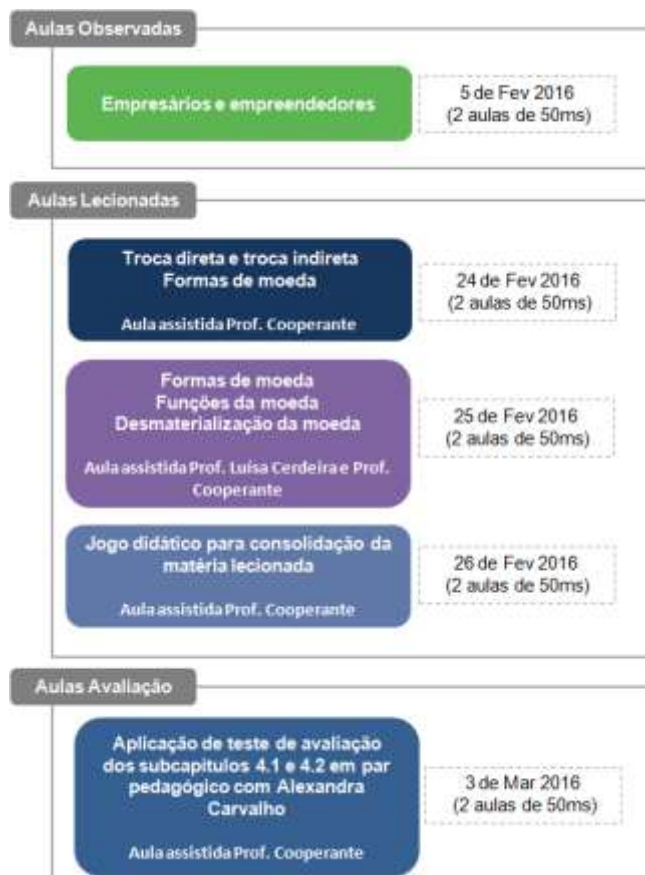 Aulas Observadas
Empresários e empreendedores
5 de Fev 2016
(2 aulas de 50ms)
Aulas Lecionadas
Troca direta e troca indireta
Formas de moeda
Aula assistida Prof. Cooperante
24 de Fev 2016
(2 aulas de 50ms)
Formas de moeda
Funções da moeda
Desmaterialização da moeda
Aula assistida Prof. Luísa Cerdeira e Prof.
Cooperante
25 de Fev 2016
(2 aulas de 50ms)
Jogo didático para consolidação da
matéria lecionada
Aula assistida Prof. Cooperante
26 de Fev 2016
(2 aulas de 50ms)
Aulas Avaliação
Aplicação de teste de avaliação
dos subcapitulos 4.1 e 4.2 em par
pedagógico com Alexandra
Carvalho
Aula assistida Prof. Cooperante
3 de Mar 2016
(2 aulas de 50ms)